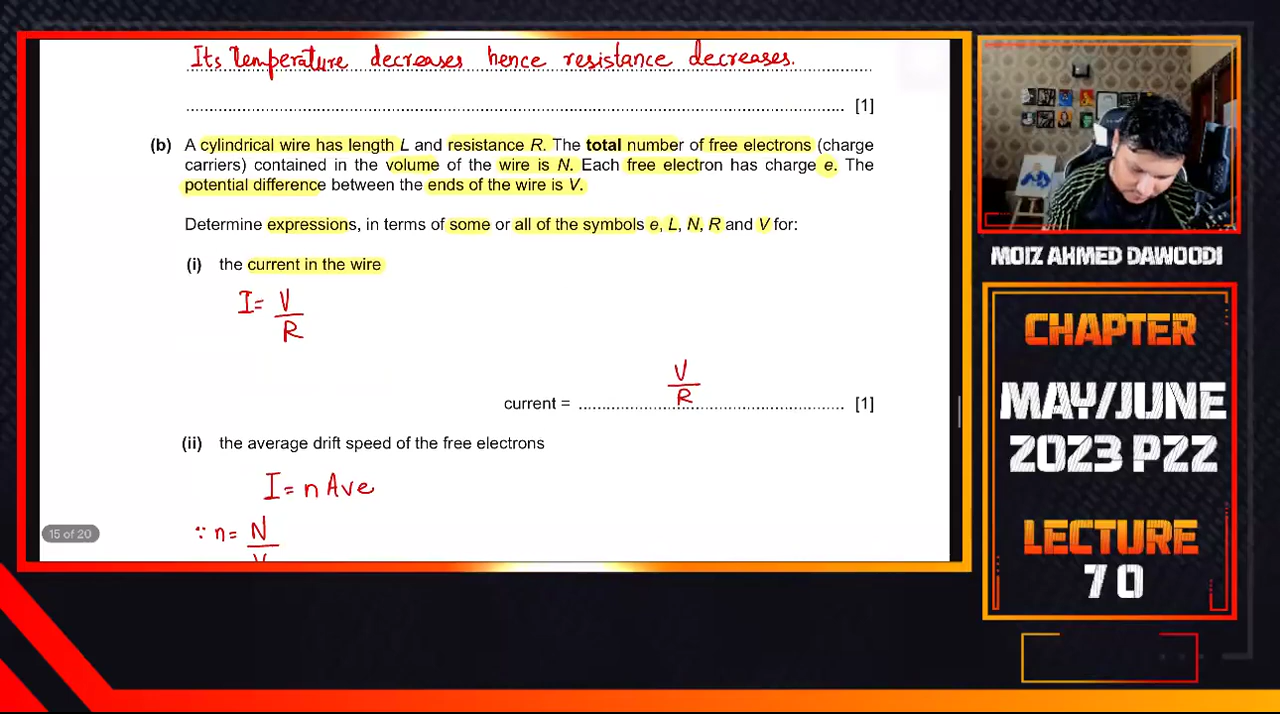 Its temperature decreases hence resistance decreases.
[1]
(b) A cylindrical wire has length L and resistance R. The total number of free electrons (charge
carriers) contained in the volume of the wire is N. Each free electron has charge e. The
potential difference between the ends of the wire is V.
Determine expressions, in terms of some or all of the symbols e, L, N, R and V for:
(i) the current in the wire
I = V
R
V
R
current = [1]
(ii) the average drift speed of the free electrons
I = nAve
∵ n = N
15 of 20
MOIZ AHMED DAWOODI
CHAPTER
MAY/JUNE
2023 P22
LECTURE
70